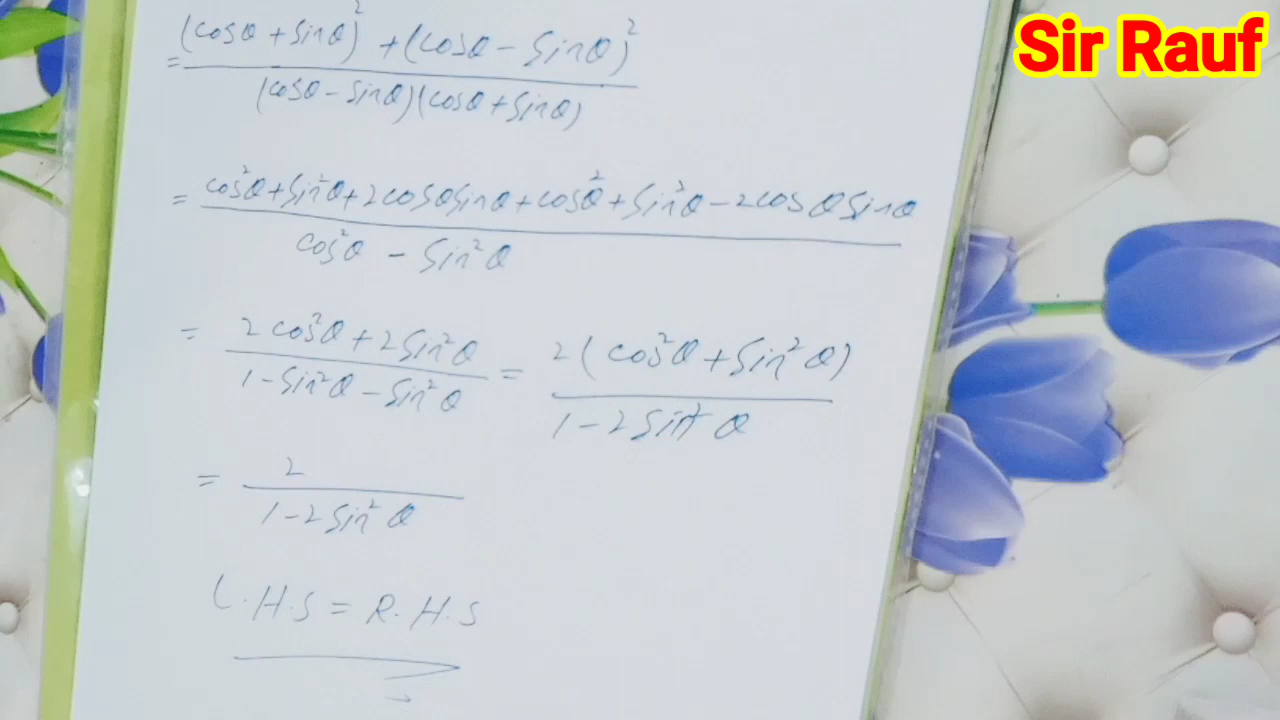 Sir Rauf
= (cosθ + sinθ)² + (cosθ - sinθ)² / (cosθ - sinθ)(cosθ + sinθ)
= cos²θ + sin²θ + 2cosθsinθ + cos²θ + sin²θ - 2cosθsinθ / cos²θ - sin²θ
= 2cos²θ + 2sin²θ / 1 - sin²θ - sin²θ = 2(cos²θ + sin²θ) / 1 - 2sin²θ
= 2 / 1 - 2sin²θ
L.H.S = R.H.S